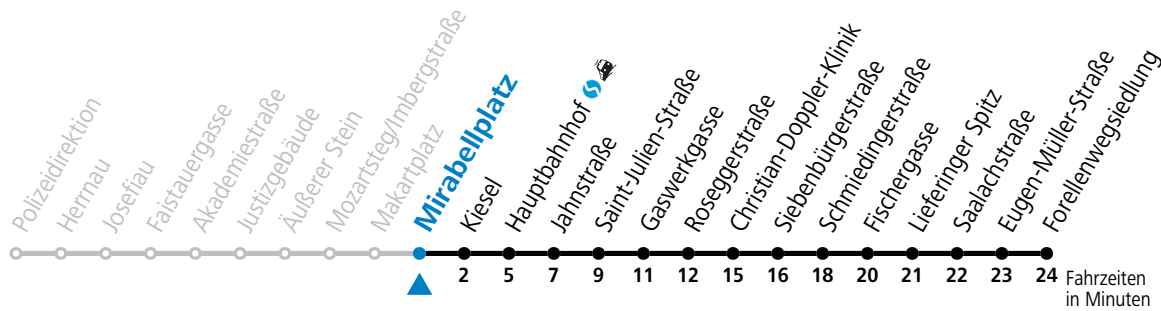 Polizeidirektion
Herrnau
Josefiau
Faistauergasse
Akademiestraße
Justizgebäude
Äußerer Stein
Mozartsteg/Imbergstraße
Makartplatz
Mirabellplatz
Kiesel
Hauptbahnhof
Jahnstraße
Saint-Julien-Straße
Gaswerkgasse
Roseggerstraße
Christian-Doppler-Klinik
Siebenbürgerstraße
Schmiedingerstraße
Fischergasse
Lieferinger Spitz
Saalachstraße
Eugen-Müller-Straße
Forellenwegsiedlung
2 5 7 9 11 12 15 16 18 20 21 22 23 24 Fahrzeiten
in Minuten